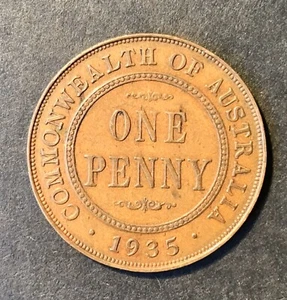 COMMONWEALTH OF AUSTRALIA
ONE
PENNY
· 1935 ·